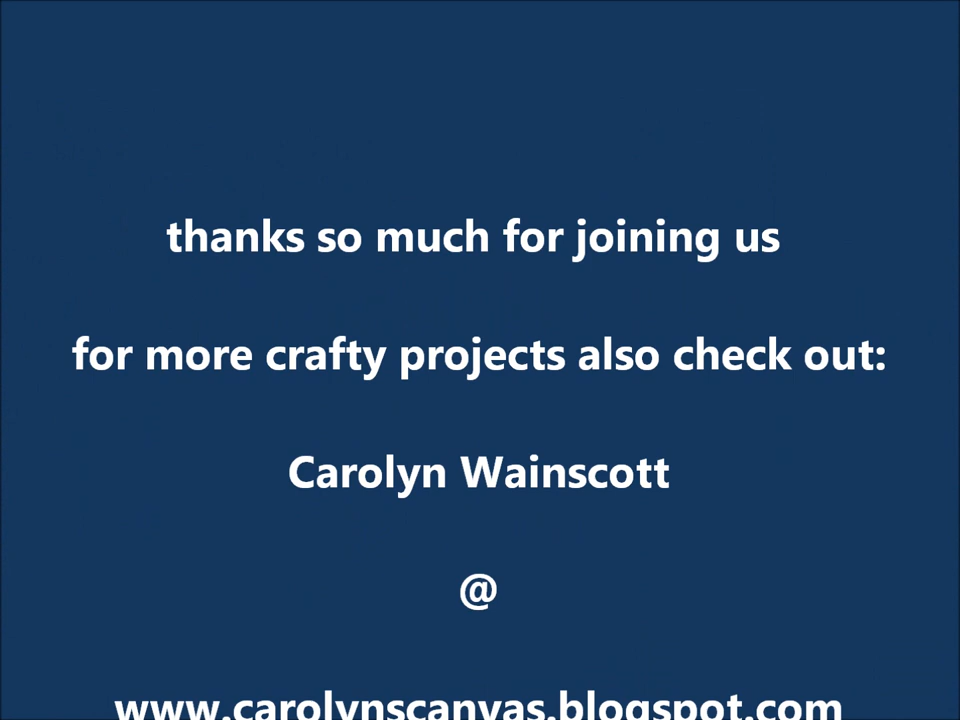 thanks so much for joining us
for more crafty projects also check out:
Carolyn Wainscott
@
www.carolynscanvas.blogspot.com